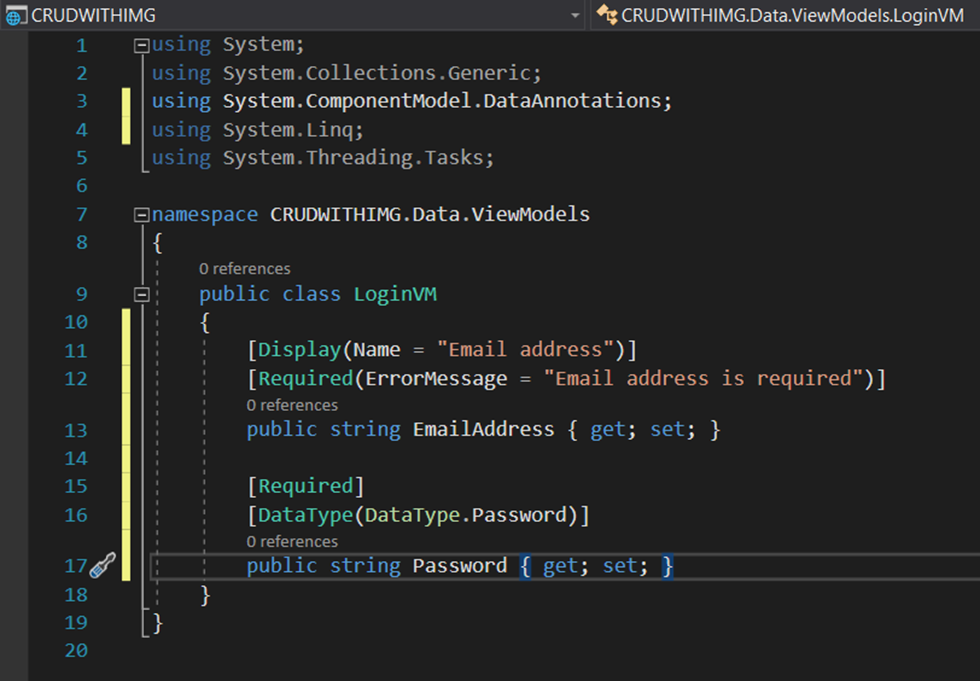 CRUDWITHIMG CRUDWITHIMG.Data.ViewModels.LoginVM
1 using System;
2 using System.Collections.Generic;
3 using System.ComponentModel.DataAnnotations;
4 using System.Linq;
5 using System.Threading.Tasks;
6
7 namespace CRUDWITHIMG.Data.ViewModels
8 {
0 references
9 public class LoginVM
10 {
11 [Display(Name = "Email address")]
12 [Required(ErrorMessage = "Email address is required")]
0 references
13 public string EmailAddress { get; set; }
14
15 [Required]
16 [DataType(DataType.Password)]
0 references
17 public string Password { get; set; }
18 }
19 }
20